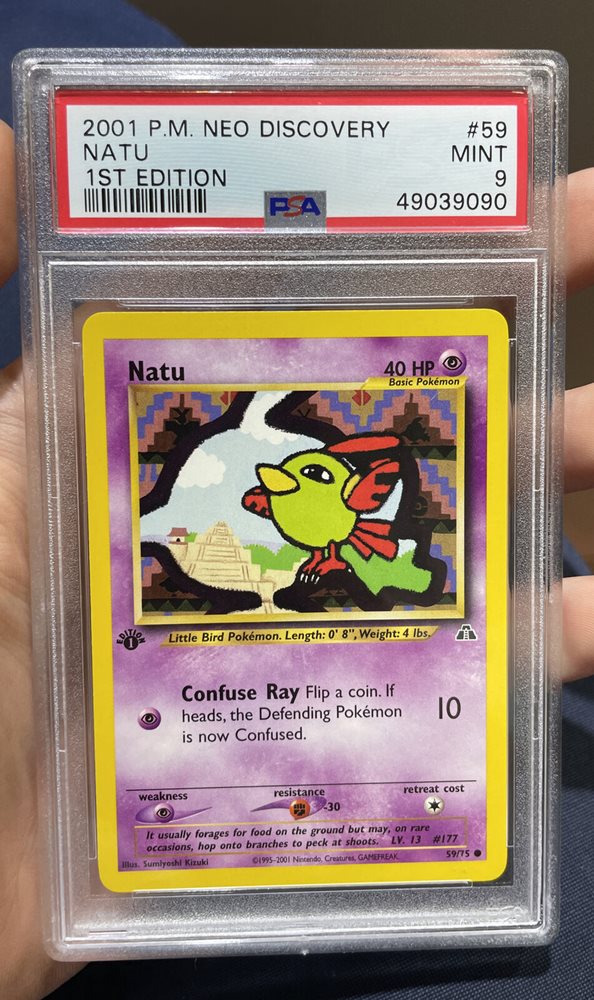 2001 P.M. NEO DISCOVERY #59
NATU MINT
1ST EDITION 9
PSA 49039090
Natu 40 HP
Basic Pokémon
EDITION 1
Little Bird Pokémon. Length: 0' 8", Weight: 4 lbs.
Confuse Ray Flip a coin. If
heads, the Defending Pokémon 10
is now Confused.
weakness resistance retreat cost
-30
It usually forages for food on the ground but may, on rare
occasions, hop onto branches to peck at shoots. LV. 13 #177
Illus. Sumiyoshi Kizuki ©1995-2001 Nintendo, Creatures, GAMEFREAK. 59/75